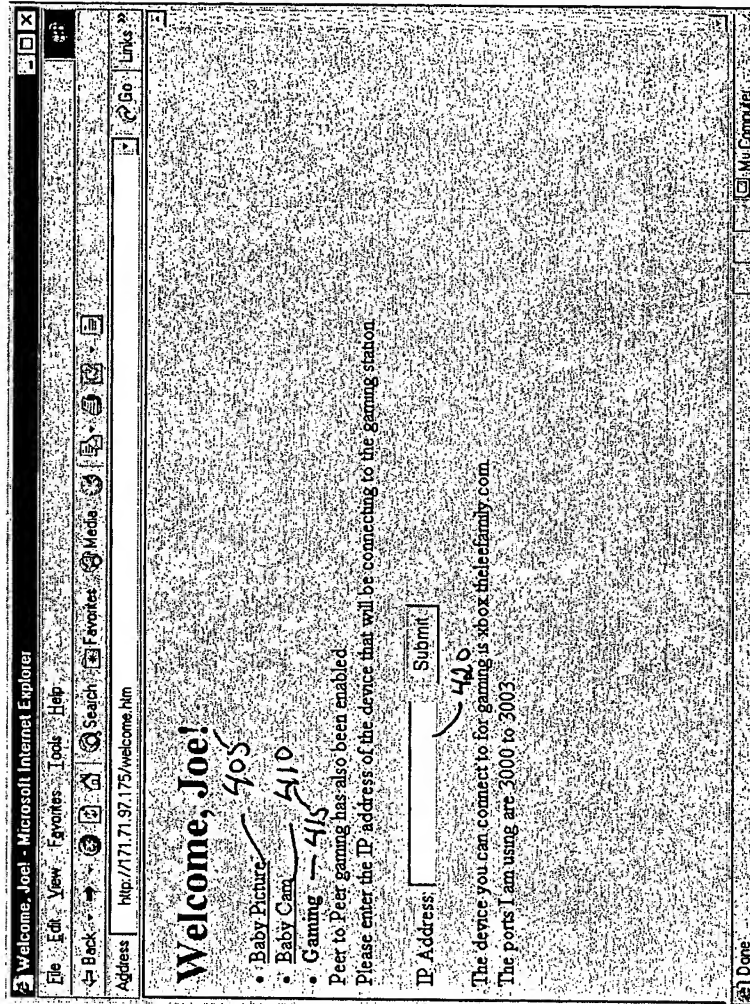 Welcome, Joe! - Microsoft Internet Explorer
File Edit View Favorites Tools Help
Back Search Favorites Media
Address http://171.71.97.175/welcome.htm Go Links »
Welcome, Joe!
• Baby Picture 405
• Baby Cam 410
• Gaming 415
Peer to Peer gaming has also been enabled
Please enter the IP address of the device that will be connecting to the gaming station.
IP Address: Submit
420
The device you can connect to for gaming is xbox.theleefamily.com.
The ports I am using are 3000 to 3003
Done My Computer